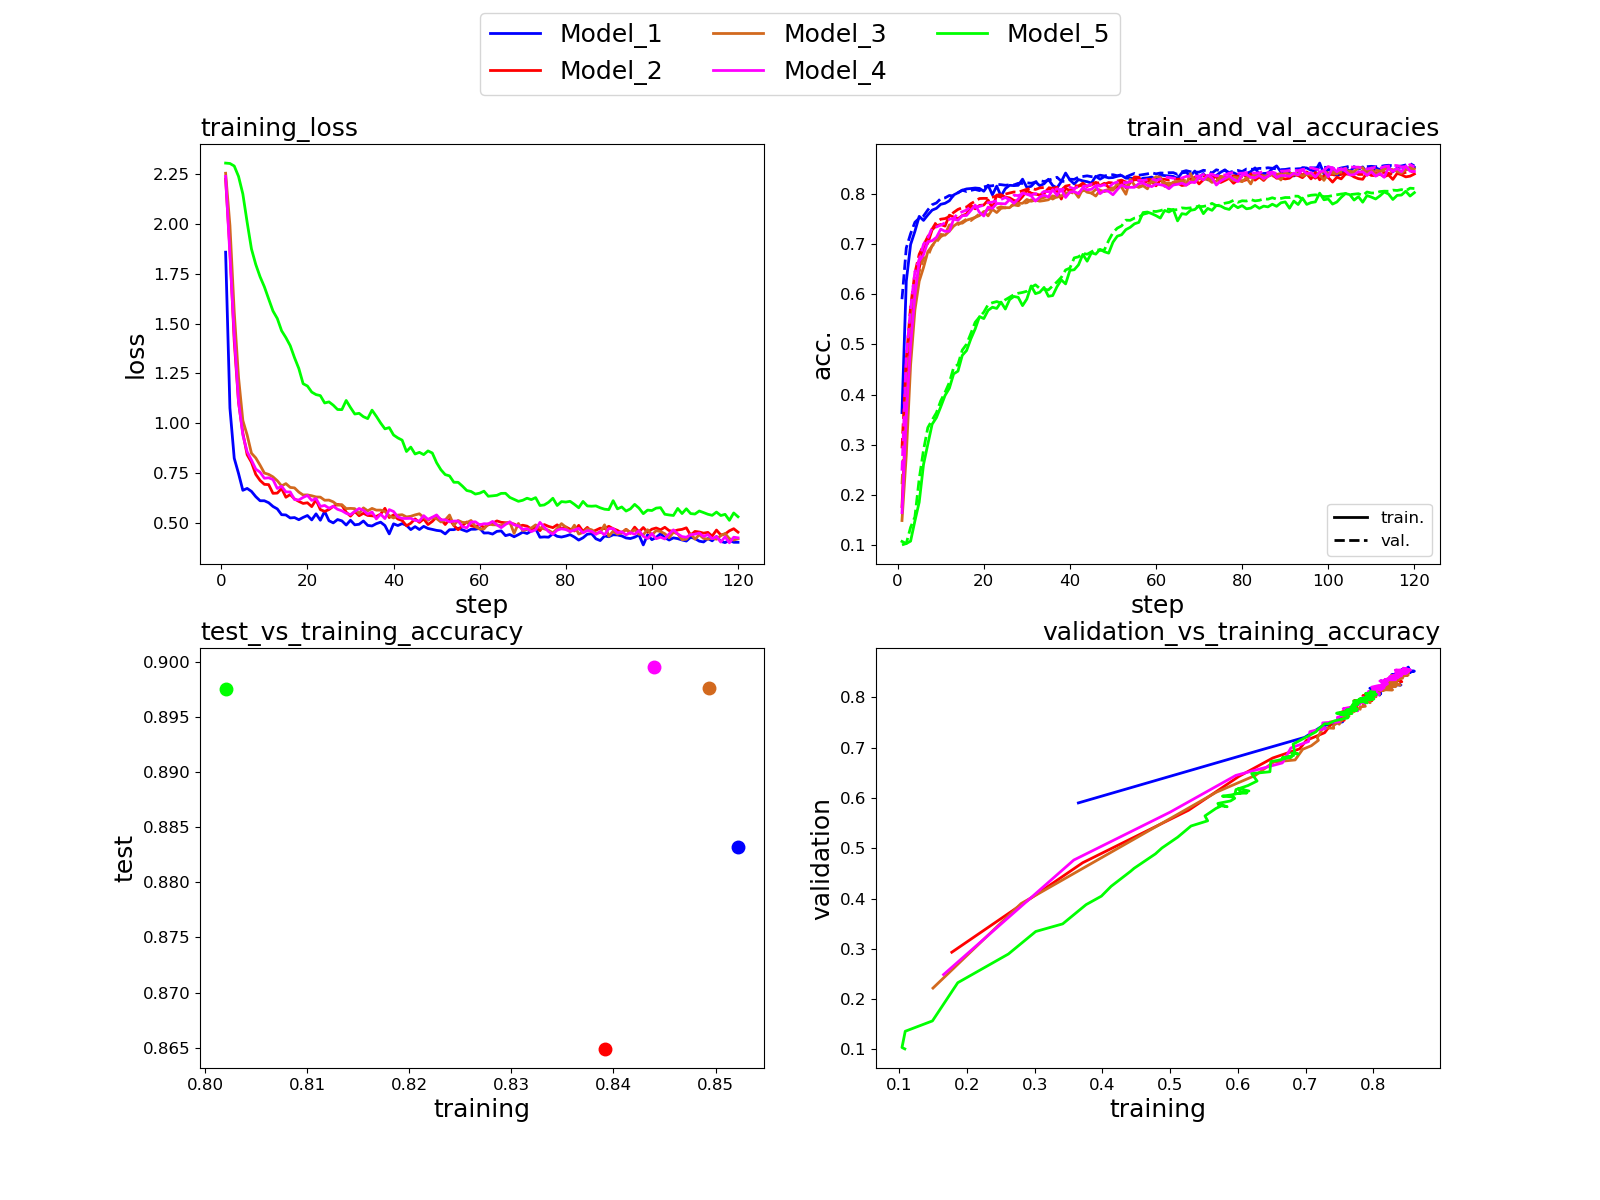 Model_1 Model_3 Model_5
Model_2 Model_4
training_loss
train_and_val_accuracies
loss
2.25
2.00
1.75
1.50
1.25
1.00
0.75
0.50
0 20 40 60 80 100 120
step
acc.
0.8
0.7
0.6
0.5
0.4
0.3
0.2
0.1
train.
val.
0 20 40 60 80 100 120
step
test_vs_training_accuracy
validation_vs_training_accuracy
test
0.900
0.895
0.890
0.885
0.880
0.875
0.870
0.865
0.80 0.81 0.82 0.83 0.84 0.85
training
validation
0.8
0.7
0.6
0.5
0.4
0.3
0.2
0.1
0.1 0.2 0.3 0.4 0.5 0.6 0.7 0.8
training